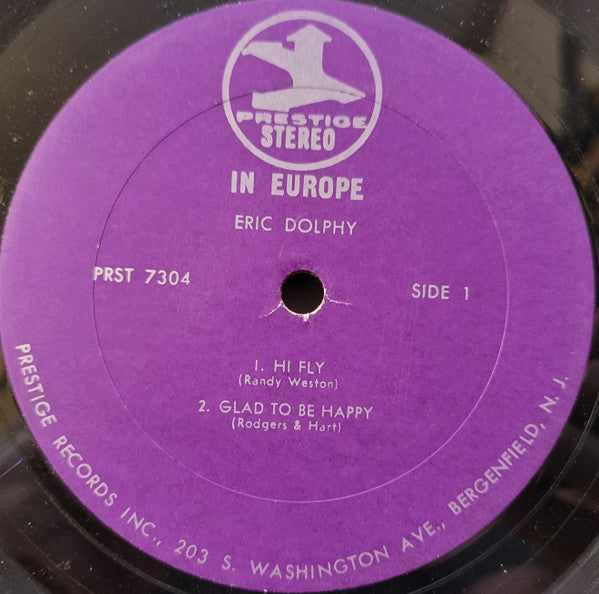 PRESTIGE
STEREO
IN EUROPE
ERIC DOLPHY
PRST 7304
SIDE 1
1. HI FLY
(Randy Weston)
2. GLAD TO BE HAPPY
(Rodgers & Hart)
PRESTIGE RECORDS INC., 203 S. WASHINGTON AVE., BERGENFIELD, N. J.